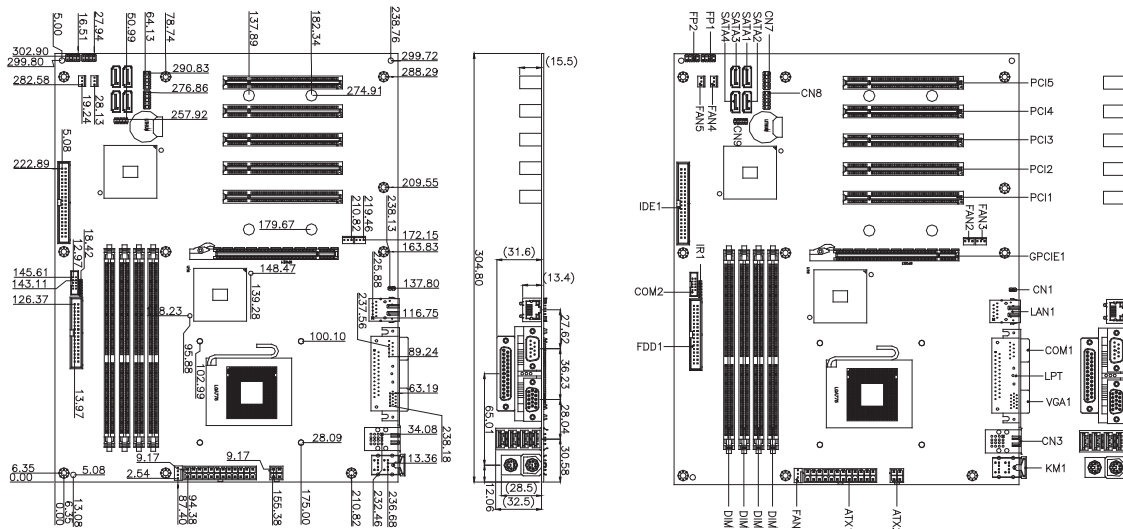 5.00
16.51
27.94
50.99
64.13
78.74
137.89
182.34
238.76
302.90
299.80
282.58
299.72
288.29
290.83
276.86
274.91
257.92
19.24
28.13
5.08
222.89
209.55
238.13
219.46
210.82
179.67
172.15
163.83
18.42
12.97
145.61
143.11
126.37
148.47
139.28
225.88
237.56
137.80
116.75
95.88
102.99
100.10
89.24
63.19
13.97
LGA775
34.08
28.09
238.18
13.36
6.35
0.00
5.08
2.54
9.17
9.17
0.00
6.35
13.08
87.40
94.38
155.38
175.00
210.82
232.46
236.68
(15.5)
304.80
(31.6)
(13.4)
27.62
36.23
28.04
30.58
65.01
12.06
(28.5)
(32.5)
FP2
FP1
SATA4
SATA3
SATA1
SATA2
CN7
CN8
FAN5
FAN4
CN9
PCI5
PCI4
PCI3
PCI2
PCI1
IDE1
FAN2
FAN3
GPCIE1
IR1
COM2
CN1
LAN1
FDD1
COM1
LPT
VGA1
LGA775
CN3
KM1
DIM
DIM
DIM
DIM
FAN
ATX
ATX